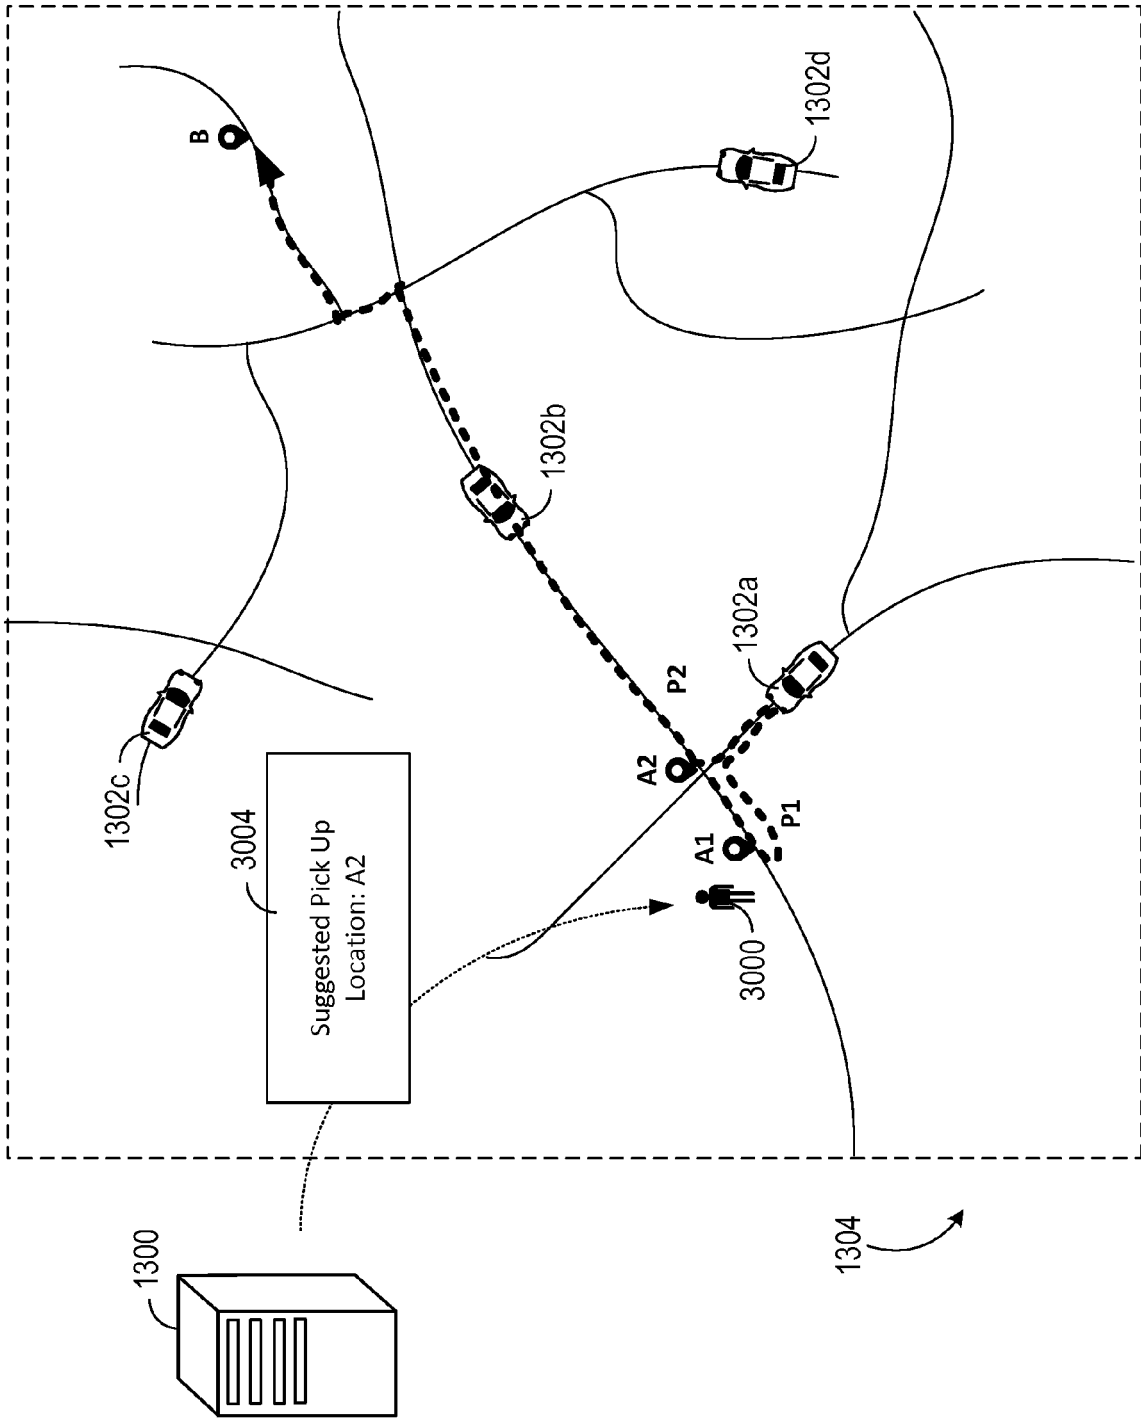 1300
3004
Suggested Pick Up
Location: A2
1302c
B
1302d
1302b
1302a
P2
A2
A1
P1
3000
1304